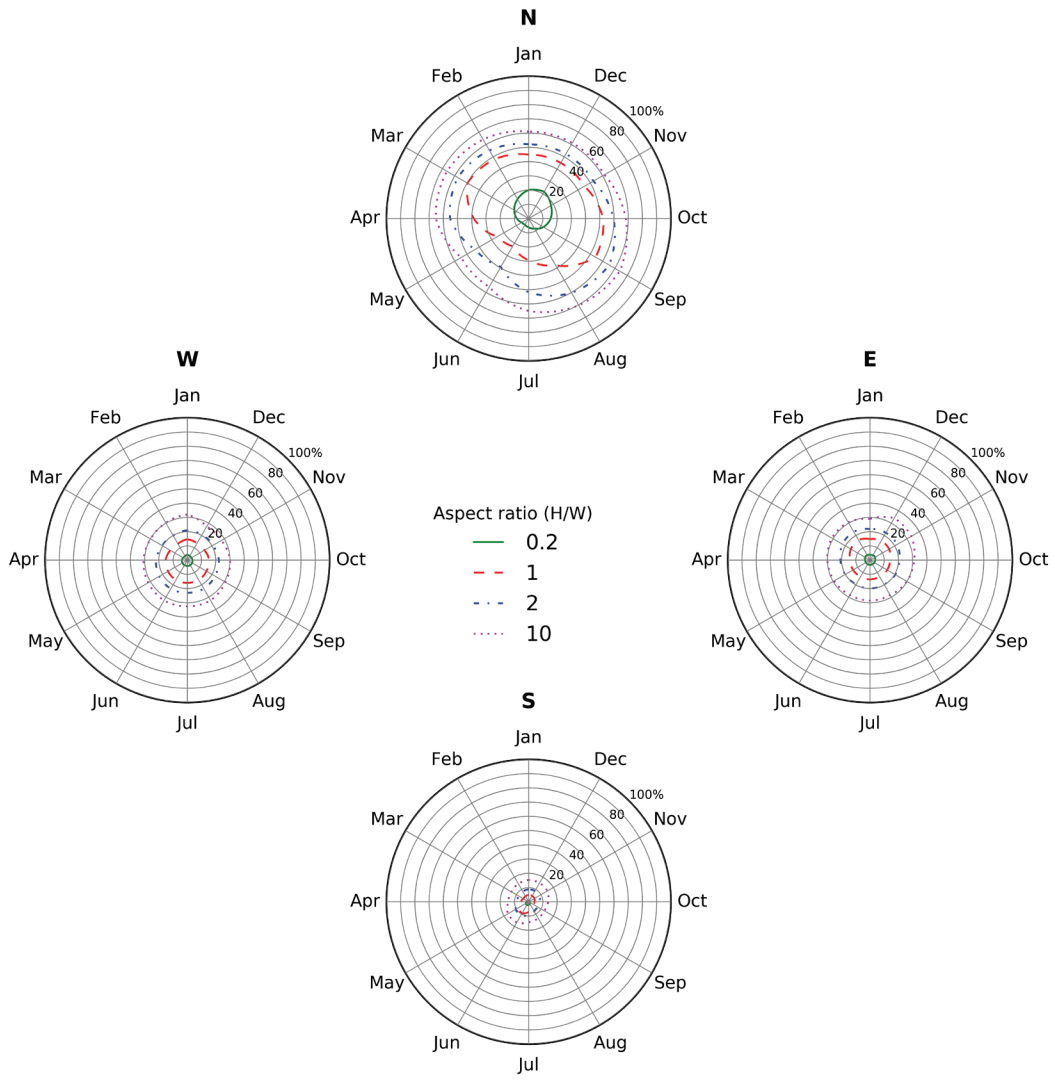 N
Jan
Feb Dec
100%
Mar 80 Nov
60
40
20
Apr Oct
May Sep
Jun Aug
Jul
W E
Jan Jan
Feb Dec Feb Dec
100% 100%
Mar 80 Nov Mar 80 Nov
60 60
40 40
20 20
Apr Oct Apr Oct
May Sep May Sep
Jun Aug Jun Aug
Jul Jul
Aspect ratio (H/W)
0.2
1
2
10
S
Jan
Feb Dec
100%
Mar 80 Nov
60
40
20
Apr Oct
May Sep
Jun Aug
Jul